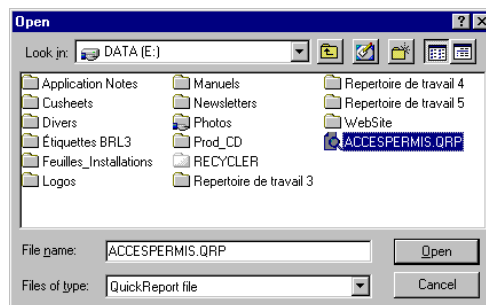 Open
Look in: DATA (E:)
Application Notes
Cusheets
Divers
Étiquettes BRL3
Feuilles_Installations
Logos
Manuels
Newsletters
Photos
Prod_CD
RECYCLER
Repertoire de travail 3
Repertoire de travail 4
Repertoire de travail 5
WebSite
ACCESPERMIS.QRP
File name: ACCESPERMIS.QRP Open
Files of type: QuickReport file Cancel